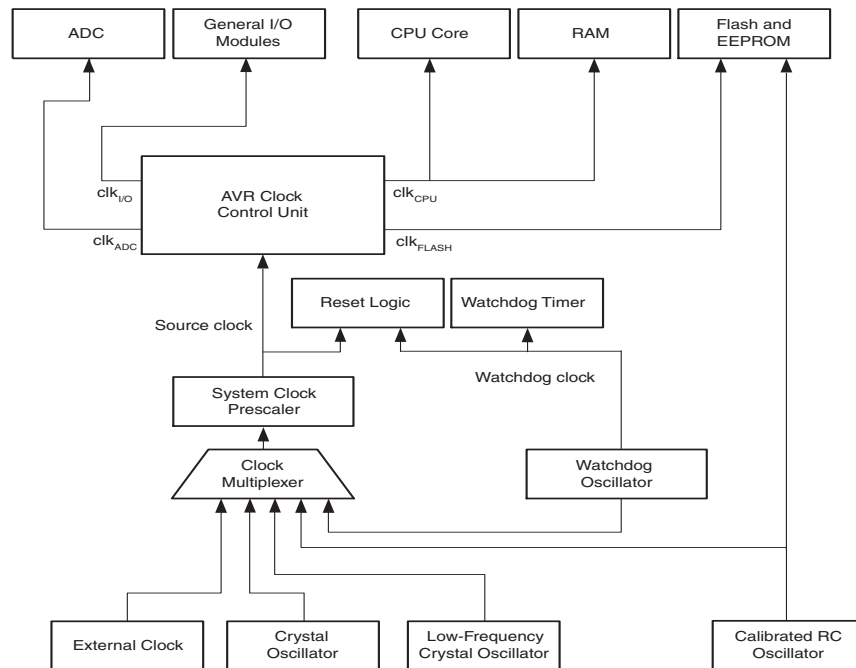 ADC
General I/O
Modules
CPU Core
RAM
Flash and
EEPROM
clkI/O
AVR Clock
Control Unit
clkCPU
clkADC
clkFLASH
Reset Logic
Watchdog Timer
Source clock
Watchdog clock
System Clock
Prescaler
Clock
Multiplexer
Watchdog
Oscillator
External Clock
Crystal
Oscillator
Low-Frequency
Crystal Oscillator
Calibrated RC
Oscillator